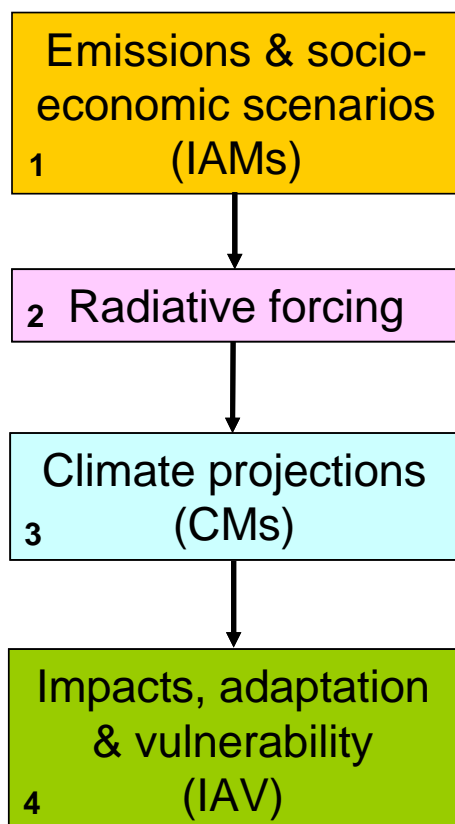 Emissions & socio-
economic scenarios
1 (IAMs)
2 Radiative forcing
Climate projections
3 (CMs)
Impacts, adaptation
& vulnerability
4 (IAV)